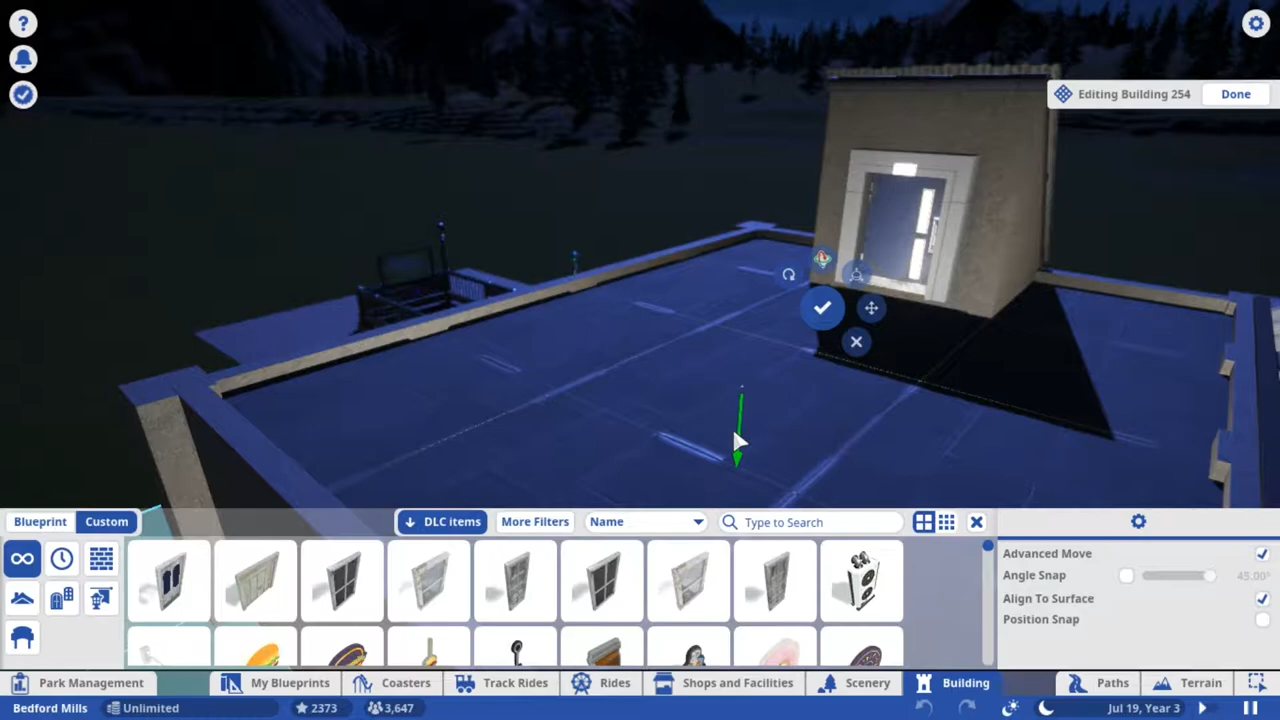 ?
Editing Building 254 Done
Blueprint Custom DLC items More Filters Name Type to Search
Advanced Move
Angle Snap 45.00°
Align To Surface
Position Snap
Park Management My Blueprints Coasters Track Rides Rides Shops and Facilities Scenery Building Paths Terrain
Bedford Mills Unlimited 2373 3,647 Jul 19, Year 3